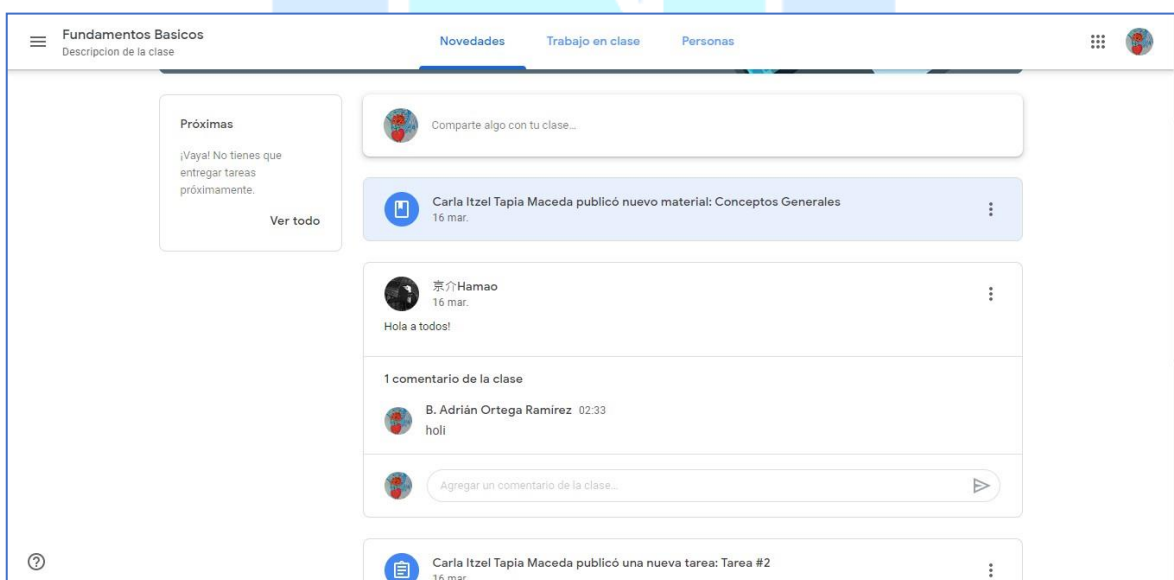 Fundamentos Basicos
Descripcion de la clase
Novedades
Trabajo en clase
Personas
Próximas
¡Vaya! No tienes que
entregar tareas
próximamente.
Ver todo
Comparte algo con tu clase...
Carla Itzel Tapia Maceda publicó nuevo material: Conceptos Generales
16 mar.
京介Hamao
16 mar.
Hola a todos!
1 comentario de la clase
B. Adrián Ortega Ramírez 02:33
holi
Agregar un comentario de la clase...
Carla Itzel Tapia Maceda publicó una nueva tarea: Tarea #2
16 mar.